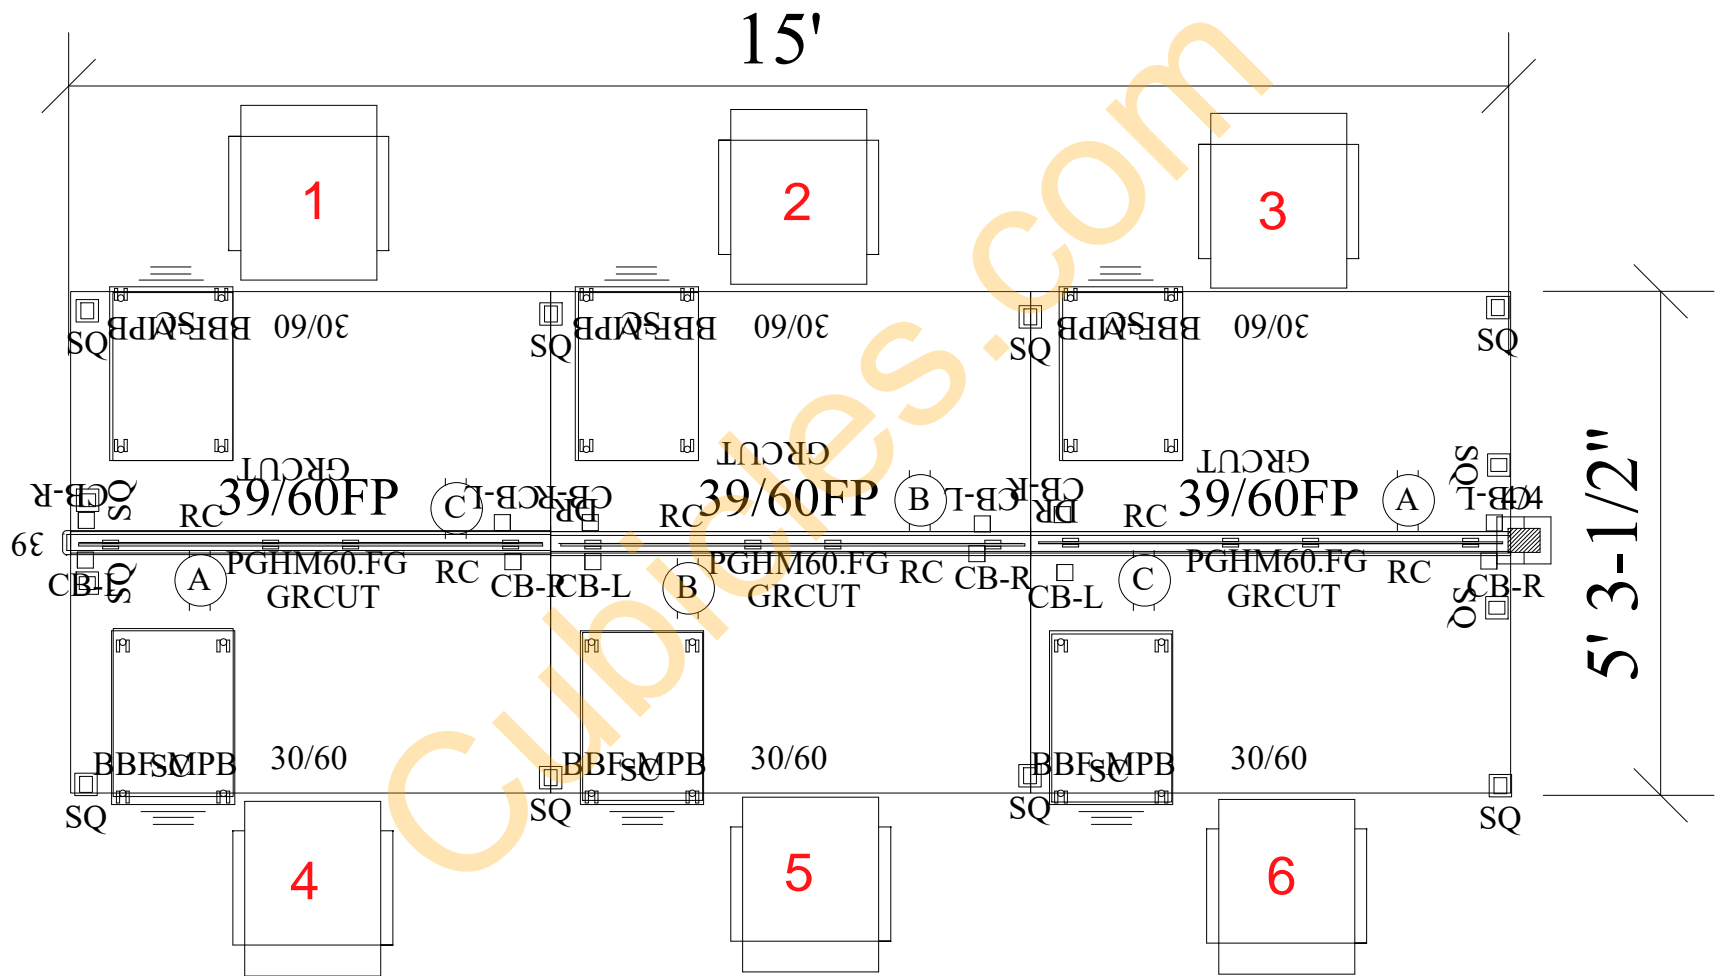 15'
1
2
3
BBF-MPB
SC
30/60
BBF-MPB
SC
30/60
BBF-MPB
SC
30/60
SQ
SQ
SQ
SQ
GRCUT
GRCUT
GRCUT
CB-R
SQ
39/60FP
C
CB-L
CB-R
DR
39/60FP
B
CB-L
CB-R
DR
39/60FP
A
SQ
CB-L
4/4
RC
RC
RC
39
PGHM60.FG
PGHM60.FG
PGHM60.FG
CB-L
SQ
A
GRCUT
RC
CB-R
CB-L
B
GRCUT
RC
CB-R
CB-L
C
GRCUT
RC
CB-R
SQ
5' 3-1/2"
BBF-MPB
SC
30/60
BBF-MPB
SC
30/60
BBF-MPB
SC
30/60
SQ
SQ
SQ
SQ
4
5
6
Cubicles.com